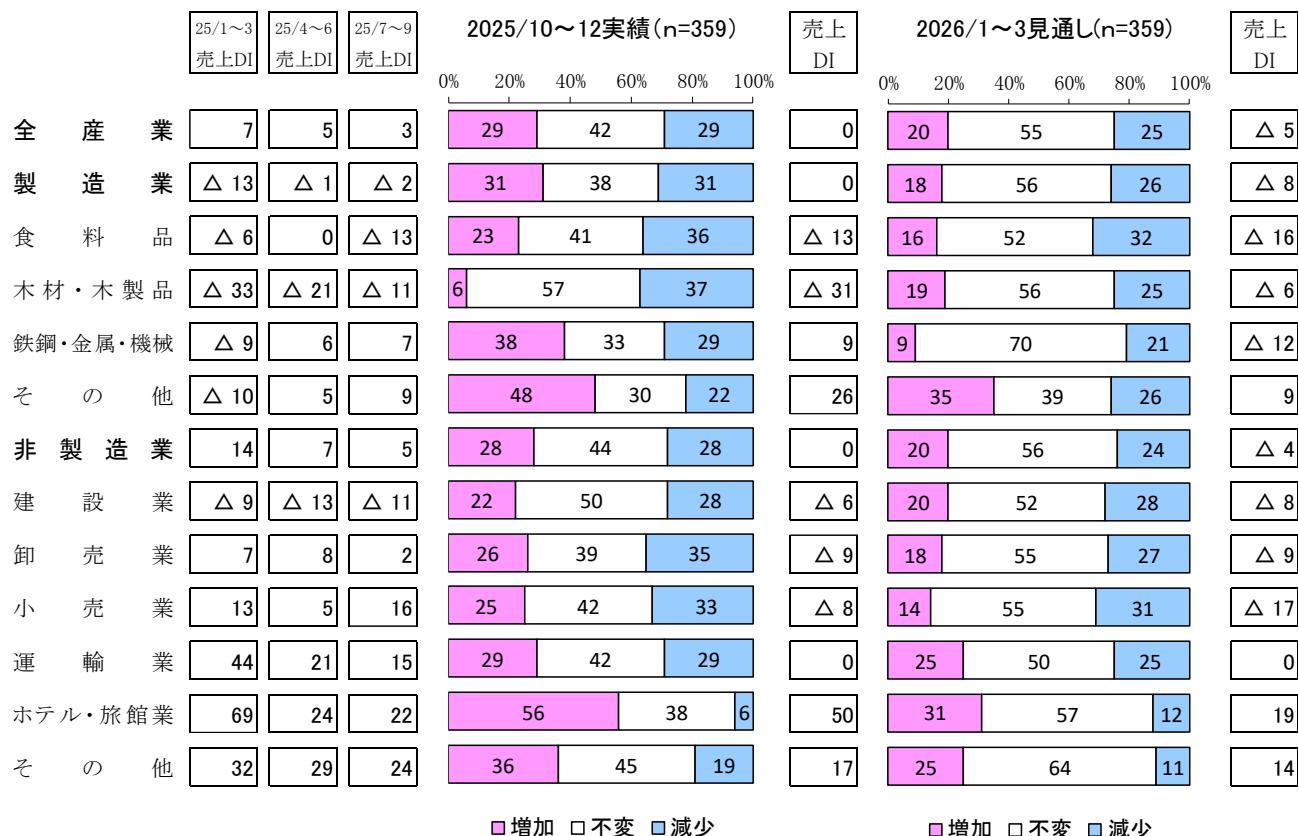 25/1～3 25/4～6 25/7～9 2025/10～12実績(n=359) 売上 2026/1～3見通し(n=359) 売上
売上DI 売上DI 売上DI DI DI
0% 20% 40% 60% 80% 100% 0% 20% 40% 60% 80% 100%
全産業 7 5 3 29 42 29 0 20 55 25 △ 5
製造業 △ 13 △ 1 △ 2 31 38 31 0 18 56 26 △ 8
食料品 △ 6 0 △ 13 23 41 36 △ 13 16 52 32 △ 16
木材・木製品 △ 33 △ 21 △ 11 6 57 37 △ 31 19 56 25 △ 6
鉄鋼・金属・機械 △ 9 6 7 38 33 29 9 9 70 21 △ 12
その他 △ 10 5 9 48 30 22 26 35 39 26 9
非製造業 14 7 5 28 44 28 0 20 56 24 △ 4
建設業 △ 9 △ 13 △ 11 22 50 28 △ 6 20 52 28 △ 8
卸売業 7 8 2 26 39 35 △ 9 18 55 27 △ 9
小売業 13 5 16 25 42 33 △ 8 14 55 31 △ 17
運輸業 44 21 15 29 42 29 0 25 50 25 0
ホテル・旅館業 69 24 22 56 38 6 50 31 57 12 19
その他 32 29 24 36 45 19 17 25 64 11 14
増加 不変 減少 増加 不変 減少